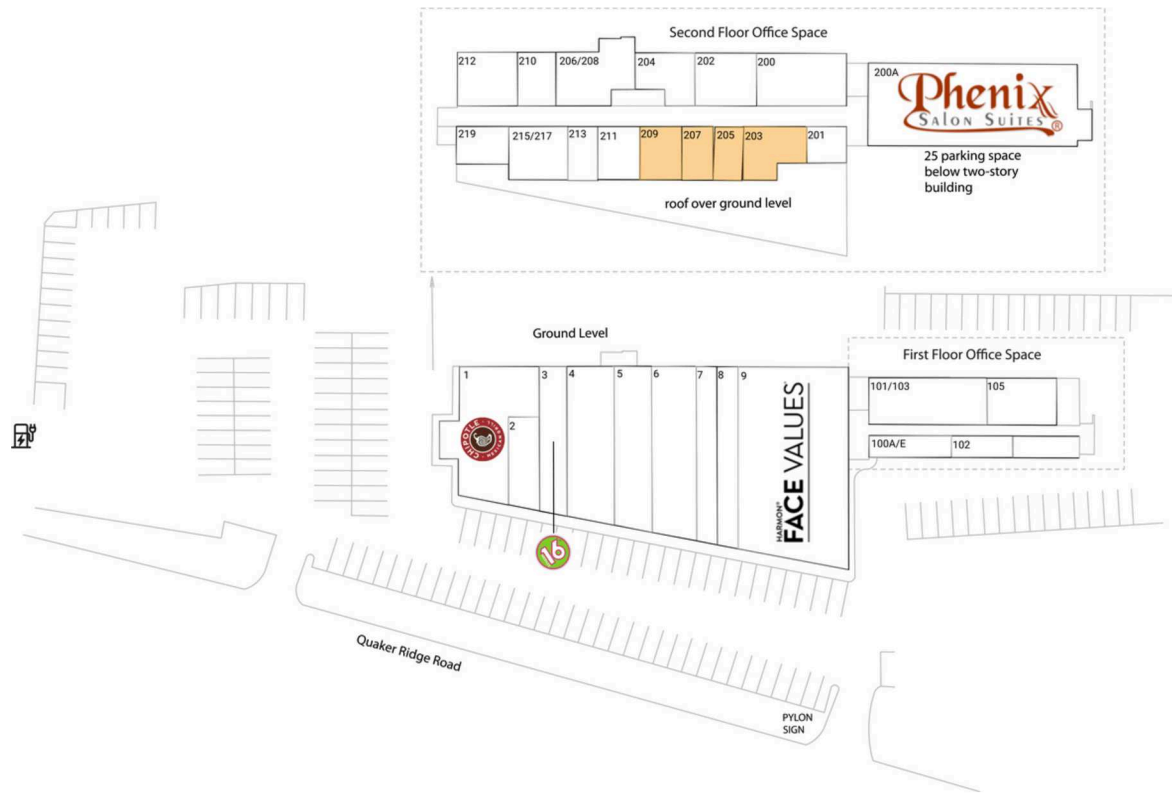 Second Floor Office Space
212
210
206/208
204
202
200
200A
Phenix
SALON SUITES®
219
215/217
213
211
209
207
205
203
201
25 parking space
below two-story
building
roof over ground level
Ground Level
First Floor Office Space
1
2
3
4
5
6
7
8
9
CHIPOTLE
HARMON®
FACE VALUES™
101/103
105
100A/E
102
16
Quaker Ridge Road
PYLON
SIGN